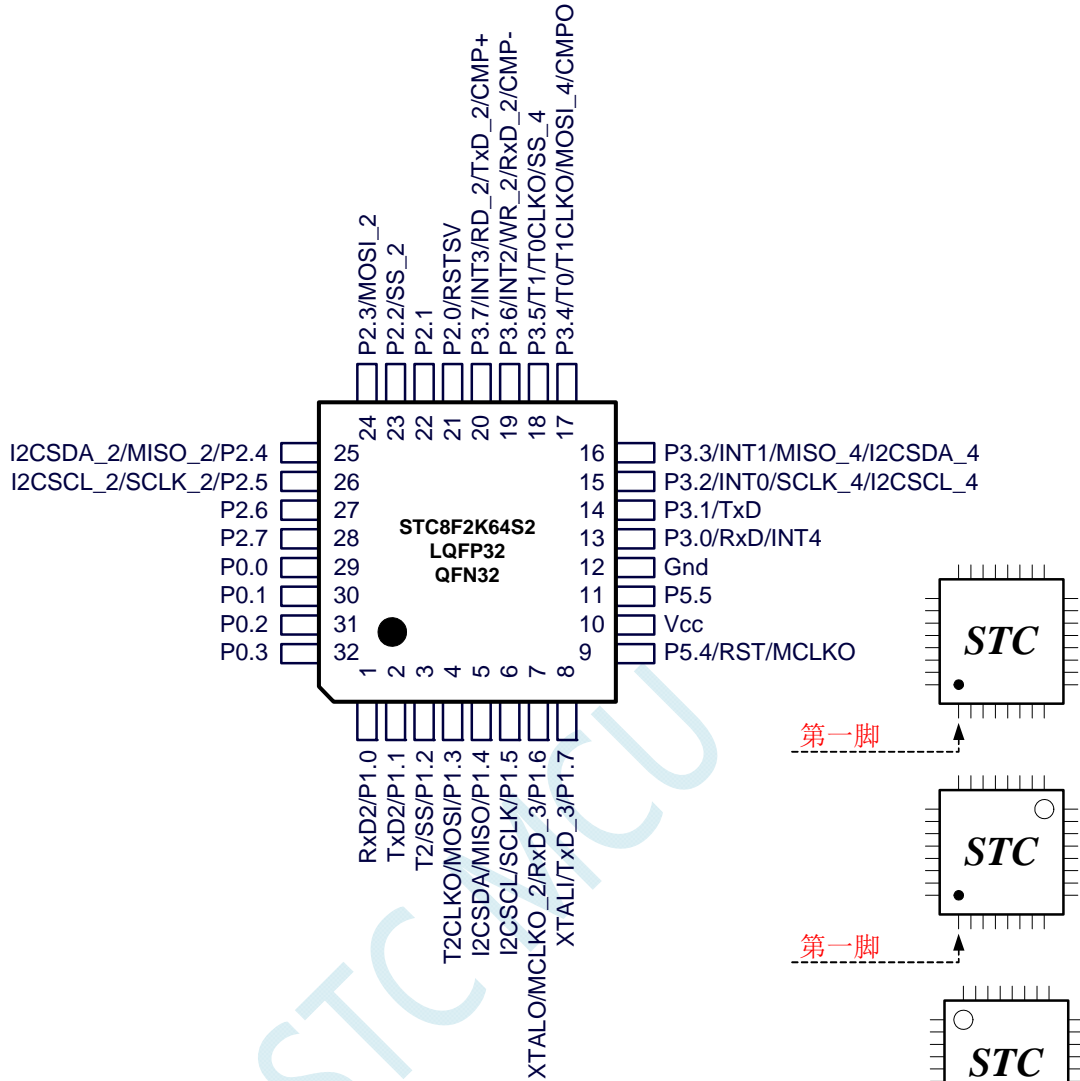 P2.3/MOSI_2
P2.2/SS_2
P2.1
P2.0/RSTSV
P3.7/INT3/RD_2/TxD_2/CMP+
P3.6/INT2/WR_2/RxD_2/CMP-
P3.5/T1/T0CLKO/SS_4
P3.4/T0/T1CLKO/MOSI_4/CMPO
24 23 22 21 20 19 18 17
I2CSDA_2/MISO_2/P2.4 25
I2CSCL_2/SCLK_2/P2.5 26
P2.6 27
P2.7 28
P0.0 29
P0.1 30
P0.2 31
P0.3 32
STC8F2K64S2
LQFP32
QFN32
16 P3.3/INT1/MISO_4/I2CSDA_4
15 P3.2/INT0/SCLK_4/I2CSCL_4
14 P3.1/TxD
13 P3.0/RxD/INT4
12 Gnd
11 P5.5
10 Vcc
9 P5.4/RST/MCLKO
1 2 3 4 5 6 7 8
RxD2/P1.0
TxD2/P1.1
T2/SS/P1.2
T2CLKO/MOSI/P1.3
I2CSDA/MISO/P1.4
I2CSCL/SCLK/P1.5
XTALO/MCLKO_2/RxD_3/P1.6
XTALI/TxD_3/P1.7
STC
第一脚
STC
第一脚
STC
STC MCU